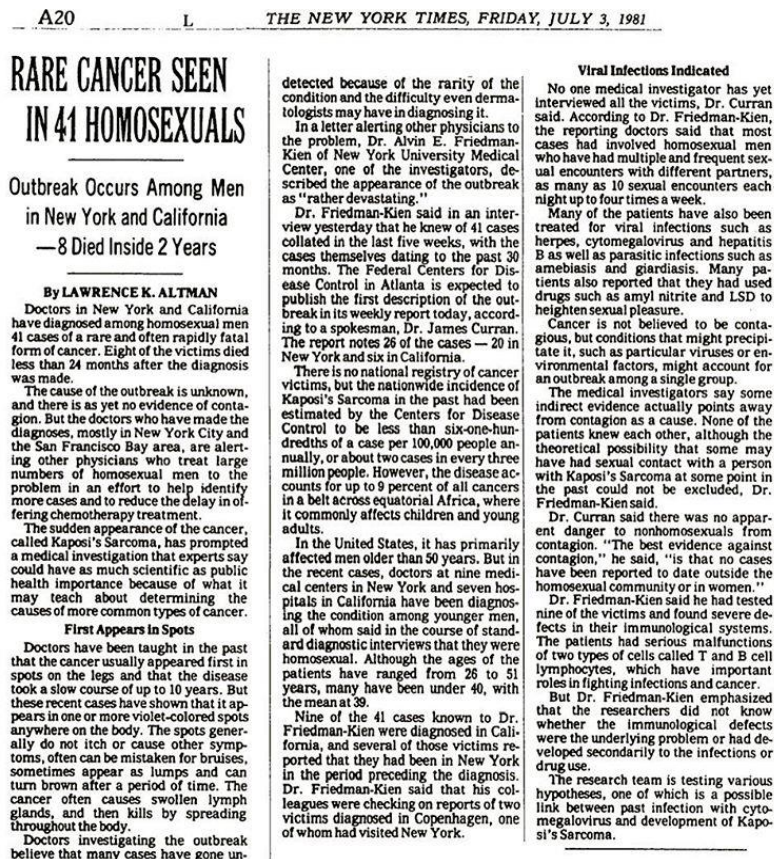 A20
L
THE NEW YORK TIMES, FRIDAY, JULY 3, 1981
RARE CANCER SEEN
IN 41 HOMOSEXUALS
Outbreak Occurs Among Men
in New York and California
—8 Died Inside 2 Years
By LAWRENCE K. ALTMAN
Doctors in New York and California
have diagnosed among homosexual men
41 cases of a rare and often rapidly fatal
form of cancer. Eight of the victims died
less than 24 months after the diagnosis
was made.
The cause of the outbreak is unknown,
and there is as yet no evidence of conta-
gion. But the doctors who have made the
diagnoses, mostly in New York City and
the San Francisco Bay area, are alert-
ing other physicians who treat large
numbers of homosexual men to the
problem in an effort to help identify
more cases and to reduce the delay in of-
fering chemotherapy treatment.
The sudden appearance of the cancer,
called Kaposi's Sarcoma, has prompted
a medical investigation that experts say
could have as much scientific as public
health importance because of what it
may teach about determining the
causes of more common types of cancer.
First Appears in Spots
Doctors have been taught in the past
that the cancer usually appeared first in
spots on the legs and that the disease
took a slow course of up to 10 years. But
these recent cases have shown that it ap-
pears in one or more violet-colored spots
anywhere on the body. The spots gener-
ally do not itch or cause other symp-
toms, often can be mistaken for bruises,
sometimes appear as lumps and can
turn brown after a period of time. The
cancer often causes swollen lymph
glands, and then kills by spreading
throughout the body.
Doctors investigating the outbreak
believe that many cases have gone un-
detected because of the rarity of the
condition and the difficulty even derma-
tologists may have in diagnosing it.
In a letter alerting other physicians to
the problem, Dr. Alvin E. Friedman-
Kien of New York University Medical
Center, one of the investigators, de-
scribed the appearance of the outbreak
as "rather devastating."
Dr. Friedman-Kien said in an inter-
view yesterday that he knew of 41 cases
collated in the last five weeks, with the
cases themselves dating to the past 30
months. The Federal Centers for Dis-
ease Control in Atlanta is expected to
publish the first description of the out-
break in its weekly report today, accord-
ing to a spokesman, Dr. James Curran.
The report notes 26 of the cases — 20 in
New York and six in California.
There is no national registry of cancer
victims, but the nationwide incidence of
Kaposi's Sarcoma in the past had been
estimated by the Centers for Disease
Control to be less than six-one-hun-
dredths of a case per 100,000 people an-
nually, or about two cases in every three
million people. However, the disease ac-
counts for up to 9 percent of all cancers
in a belt across equatorial Africa, where
it commonly affects children and young
adults.
In the United States, it has primarily
affected men older than 50 years. But in
the recent cases, doctors at nine medi-
cal centers in New York and seven hos-
pitals in California have been diagnos-
ing the condition among younger men,
all of whom said in the course of stand-
ard diagnostic interviews that they were
homosexual. Although the ages of the
patients have ranged from 26 to 51
years, many have been under 40, with
the mean at 39.
Nine of the 41 cases known to Dr.
Friedman-Kien were diagnosed in Cali-
fornia, and several of those victims re-
ported that they had been in New York
in the period preceding the diagnosis.
Dr. Friedman-Kien said that his col-
leagues were checking on reports of two
victims diagnosed in Copenhagen, one
of whom had visited New York.
Viral Infections Indicated
No one medical investigator has yet
interviewed all the victims, Dr. Curran
said. According to Dr. Friedman-Kien,
the reporting doctors said that most
cases had involved homosexual men
who have had multiple and frequent sex-
ual encounters with different partners,
as many as 10 sexual encounters each
night up to four times a week.
Many of the patients have also been
treated for viral infections such as
herpes, cytomegalovirus and hepatitis
B as well as parasitic infections such as
amebiasis and giardiasis. Many pa-
tients also reported that they had used
drugs such as amyl nitrite and LSD to
heighten sexual pleasure.
Cancer is not believed to be conta-
gious, but conditions that might precipi-
tate it, such as particular viruses or en-
vironmental factors, might account for
an outbreak among a single group.
The medical investigators say some
indirect evidence actually points away
from contagion as a cause. None of the
patients knew each other, although the
theoretical possibility that some may
have had sexual contact with a person
with Kaposi's Sarcoma at some point in
the past could not be excluded, Dr.
Friedman-Kien said.
Dr. Curran said there was no appar-
ent danger to nonhomosexuals from
contagion. "The best evidence against
contagion," he said, "is that no cases
have been reported to date outside the
homosexual community or in women."
Dr. Friedman-Kien said he had tested
nine of the victims and found severe de-
fects in their immunological systems.
The patients had serious malfunctions
of two types of cells called T and B cell
lymphocytes, which have important
roles in fighting infections and cancer.
But Dr. Friedman-Kien emphasized
that the researchers did not know
whether the immunological defects
were the underlying problem or had de-
veloped secondarily to the infections or
drug use.
The research team is testing various
hypotheses, one of which is a possible
link between past infection with cyto-
megalovirus and development of Kapo-
si's Sarcoma.